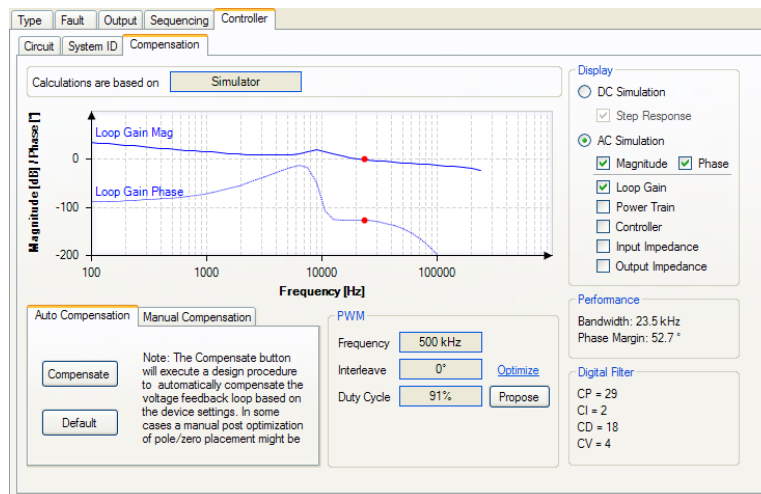 Type Fault Output Sequencing Controller
Circuit System ID Compensation
Calculations are based on Simulator
Magnitude [dB] / Phase [°]
Loop Gain Mag
Loop Gain Phase
0
-100
-200
100 1000 10000 100000
Frequency [Hz]
Display
DC Simulation
Step Response
AC Simulation
Magnitude Phase
Loop Gain
Power Train
Controller
Input Impedance
Output Impedance
Auto Compensation Manual Compensation
Compensate
Default
Note: The Compensate button
will execute a design procedure
to automatically compensate the
voltage feedback loop based on
the device settings. In some
cases a manual post optimization
of pole/zero placement might be
PWM
Frequency 500 kHz
Interleave 0° Optimize
Duty Cycle 91% Propose
Performance
Bandwidth: 23.5 kHz
Phase Margin: 52.7 °
Digital Filter
CP = 29
CI = 2
CD = 18
CV = 4